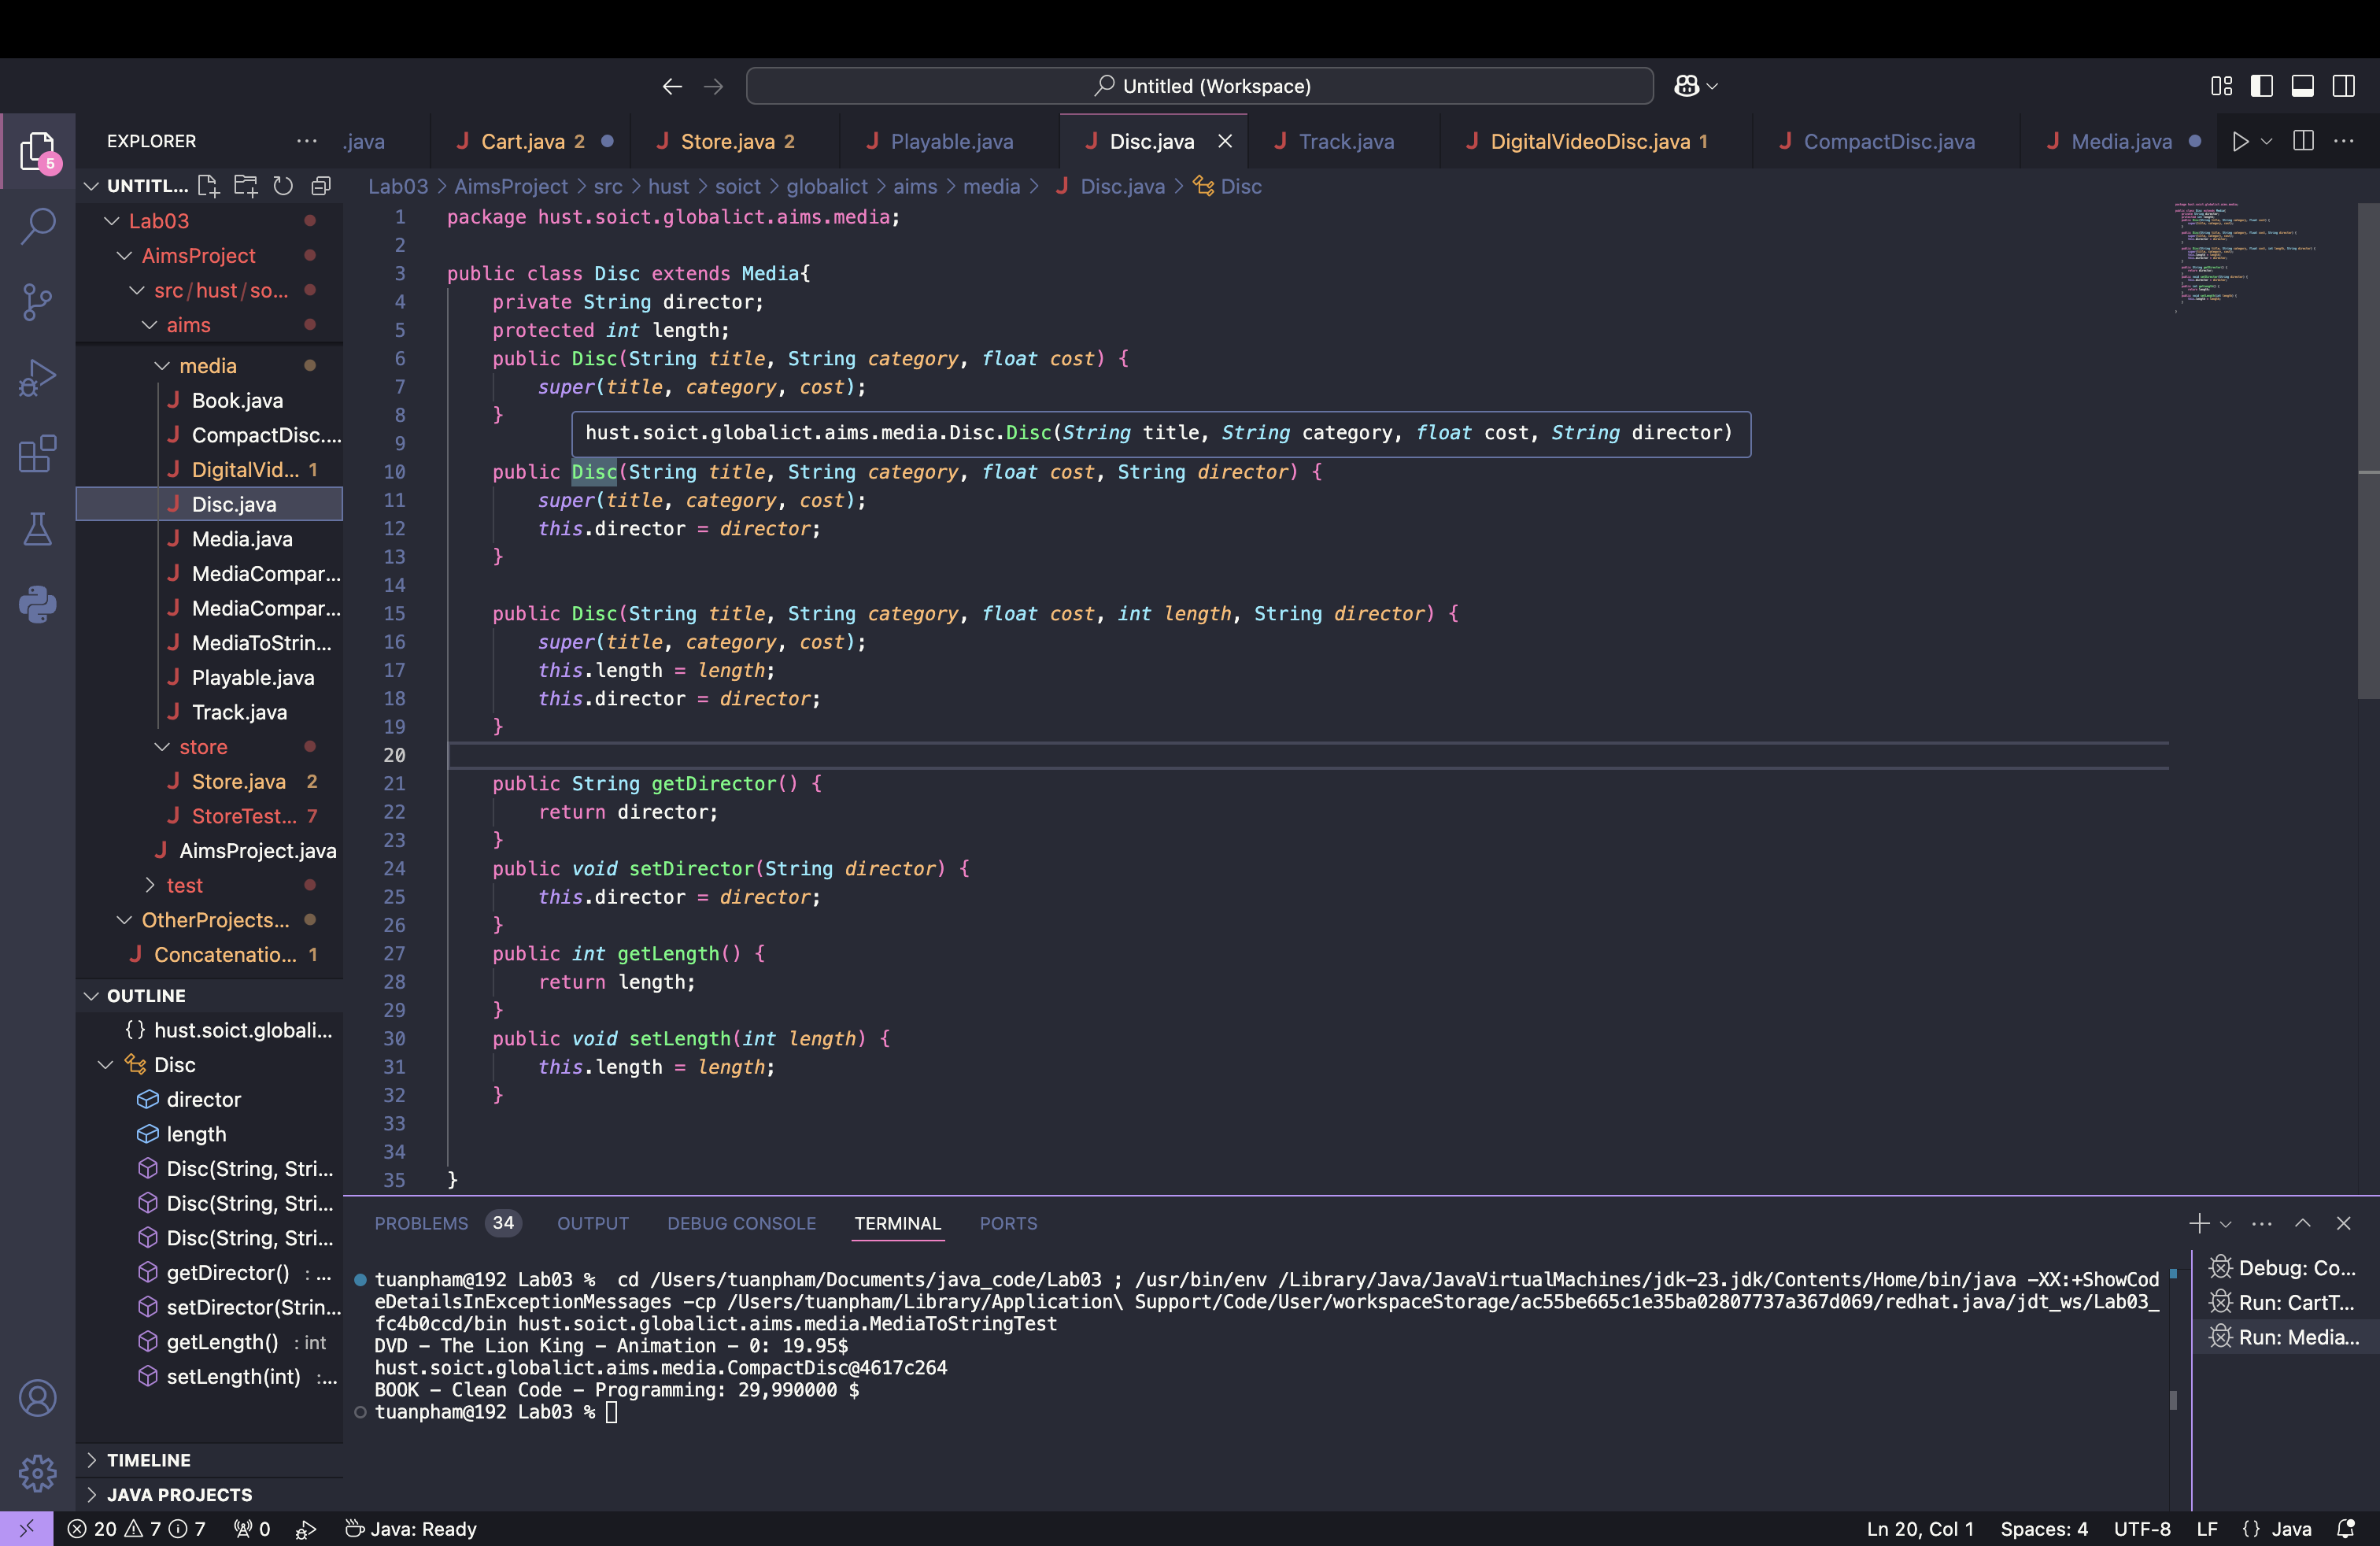 Untitled (Workspace)
EXPLORER
.java
Cart.java 2
Store.java 2
Playable.java
Disc.java
Track.java
DigitalVideoDisc.java 1
CompactDisc.java
Media.java
5
UNTITL...
Lab03 > AimsProject > src > hust > soict > globalict > aims > media > Disc.java > Disc
Lab03
AimsProject
src/hust/so...
aims
media
Book.java
CompactDisc....
DigitalVid... 1
Disc.java
Media.java
MediaCompar...
MediaCompar...
MediaToStrin...
Playable.java
Track.java
store
Store.java 2
StoreTest... 7
AimsProject.java
test
OtherProjects...
Concatenatio... 1
OUTLINE
{} hust.soict.globali...
Disc
director
length
Disc(String, Stri...
Disc(String, Stri...
Disc(String, Stri...
getDirector() : ...
setDirector(Strin...
getLength() : int
setLength(int) :...
TIMELINE
JAVA PROJECTS
1 package hust.soict.globalict.aims.media;
2
3 public class Disc extends Media{
4 private String director;
5 protected int length;
6 public Disc(String title, String category, float cost) {
7 super(title, category, cost);
8 }
hust.soict.globalict.aims.media.Disc.Disc(String title, String category, float cost, String director)
9
10 public Disc(String title, String category, float cost, String director) {
11 super(title, category, cost);
12 this.director = director;
13 }
14
15 public Disc(String title, String category, float cost, int length, String director) {
16 super(title, category, cost);
17 this.length = length;
18 this.director = director;
19 }
20
21 public String getDirector() {
22 return director;
23 }
24 public void setDirector(String director) {
25 this.director = director;
26 }
27 public int getLength() {
28 return length;
29 }
30 public void setLength(int length) {
31 this.length = length;
32 }
33
34
35 }
PROBLEMS 34 OUTPUT DEBUG CONSOLE TERMINAL PORTS
tuanpham@192 Lab03 %  cd /Users/tuanpham/Documents/java_code/Lab03 ; /usr/bin/env /Library/Java/JavaVirtualMachines/jdk-23.jdk/Contents/Home/bin/java -XX:+ShowCod
eDetailsInExceptionMessages -cp /Users/tuanpham/Library/Application\ Support/Code/User/workspaceStorage/ac55be665c1e35ba02807737a367d069/redhat.java/jdt_ws/Lab03_
fc4b0ccd/bin hust.soict.globalict.aims.media.MediaToStringTest
DVD - The Lion King - Animation - 0: 19.95$
hust.soict.globalict.aims.media.CompactDisc@4617c264
BOOK - Clean Code - Programming: 29,990000 $
tuanpham@192 Lab03 %
Debug: Co...
Run: CartT...
Run: Media...
20 7 7 0 Java: Ready
Ln 20, Col 1 Spaces: 4 UTF-8 LF {} Java